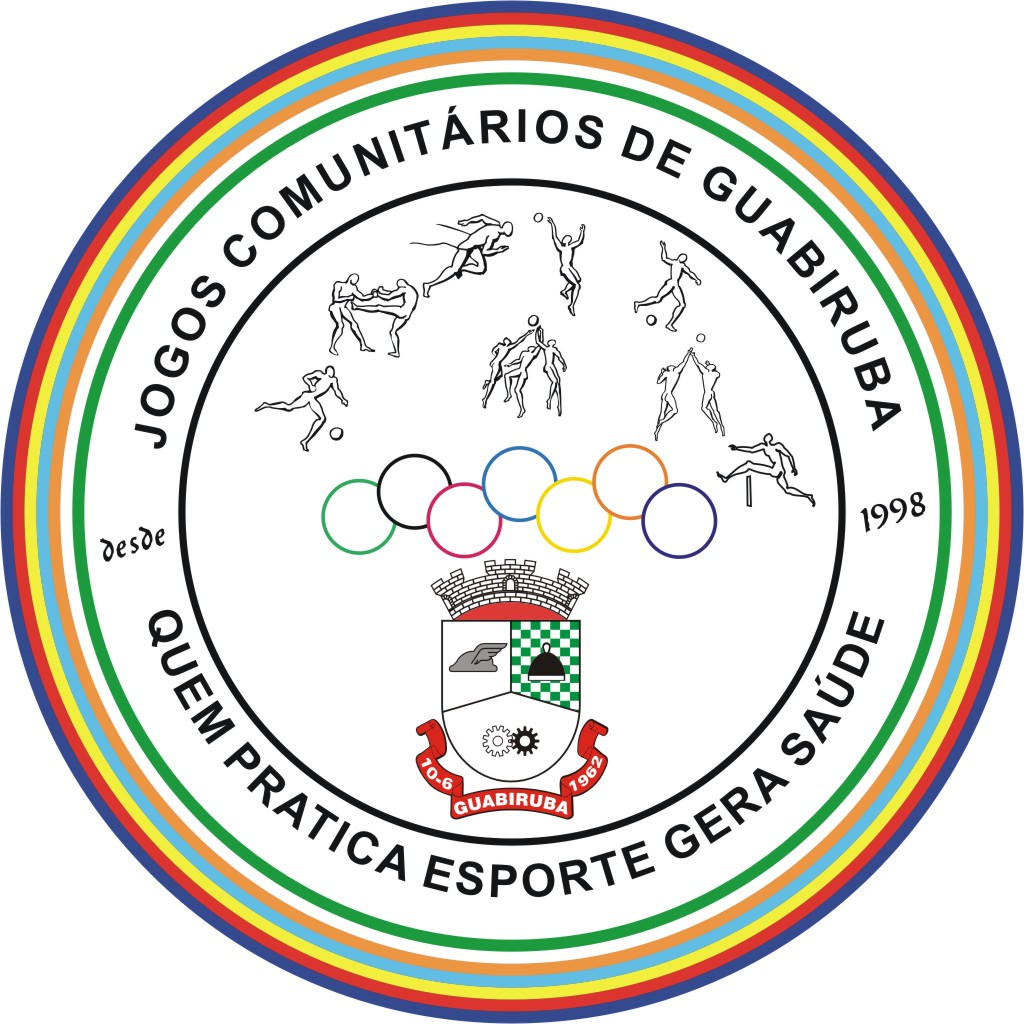 JOGOS COMUNITÁRIOS DE GUABIRUBA
desde
1998
10-6
GUABIRUBA
1962
QUEM PRATICA ESPORTE GERA SAÚDE